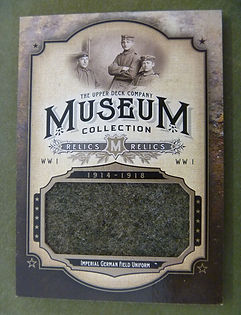 THE UPPER DECK COMPANY
MUSEUM
COLLECTION
RELICS M RELICS
WW I WW I
1914-1918
IMPERIAL GERMAN FIELD UNIFORM